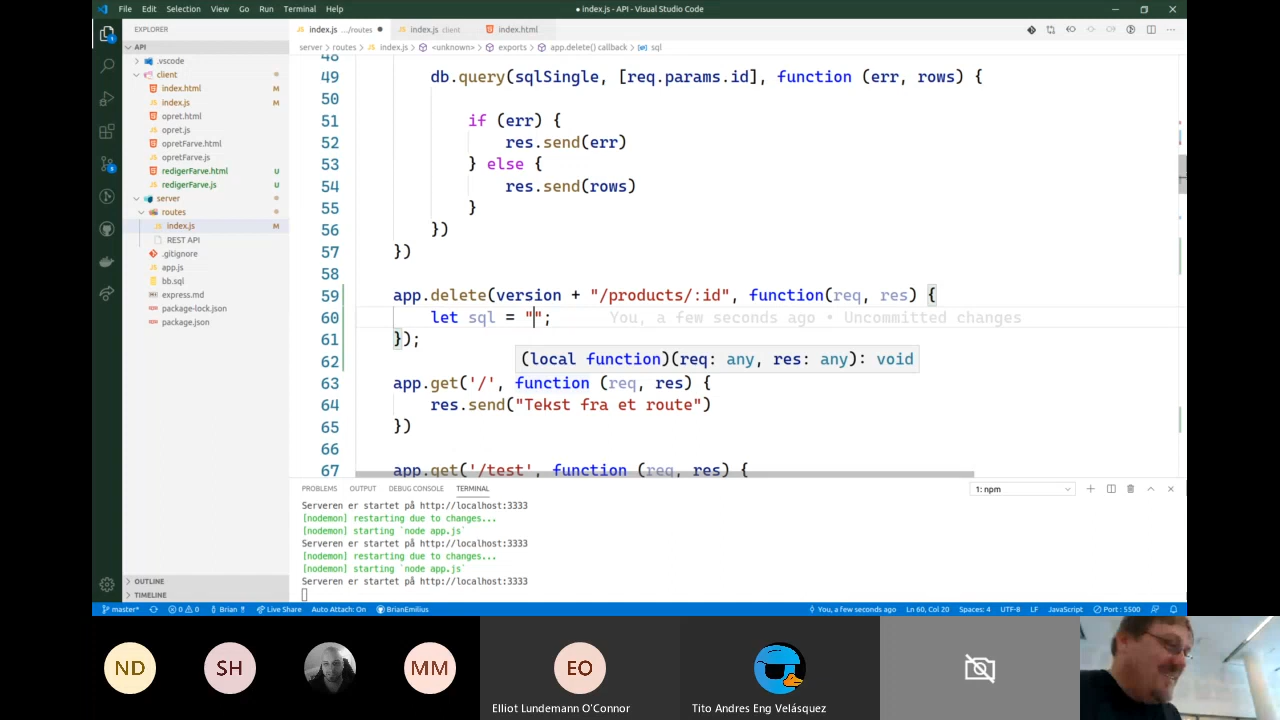 File Edit Selection View Go Run Terminal Help
● index.js - API - Visual Studio Code
EXPLORER
index.js .../routes ●
index.js client
index.html
API
server > routes > index.js > <unknown> > exports > app.delete() callback > sql
.vscode
client
index.html M
index.js M
opret.html
opret.js
opretFarve.html
opretFarve.js
redigerFarve.html U
redigerFarve.js U
server
routes
index.js M
REST API
.gitignore
app.js
bb.sql
express.md
package-lock.json
package.json
OUTLINE
TIMELINE
48
49 db.query(sqlSingle, [req.params.id], function (err, rows) {
50
51 if (err) {
52 res.send(err)
53 } else {
54 res.send(rows)
55 }
56 })
57 })
58
59 app.delete(version + "/products/:id", function(req, res) {
60 let sql = ""; You, a few seconds ago • Uncommitted changes
61 });
(local function)(req: any, res: any): void
62
63 app.get('/', function (req, res) {
64 res.send("Tekst fra et route")
65 })
66
67 app.get('/test', function (req, res) {
PROBLEMS OUTPUT DEBUG CONSOLE TERMINAL
1: npm
Serveren er startet på http://localhost:3333
[nodemon] restarting due to changes...
[nodemon] starting `node app.js`
Serveren er startet på http://localhost:3333
[nodemon] restarting due to changes...
[nodemon] starting `node app.js`
Serveren er startet på http://localhost:3333
master* 0 0 Brian !! Live Share Auto Attach: On BrianEmilius
You, a few seconds ago Ln 60, Col 20 Spaces: 4 UTF-8 LF JavaScript Port : 5500
ND
SH
MM
EO
Elliot Lundemann O'Connor
Tito Andres Eng Velásquez